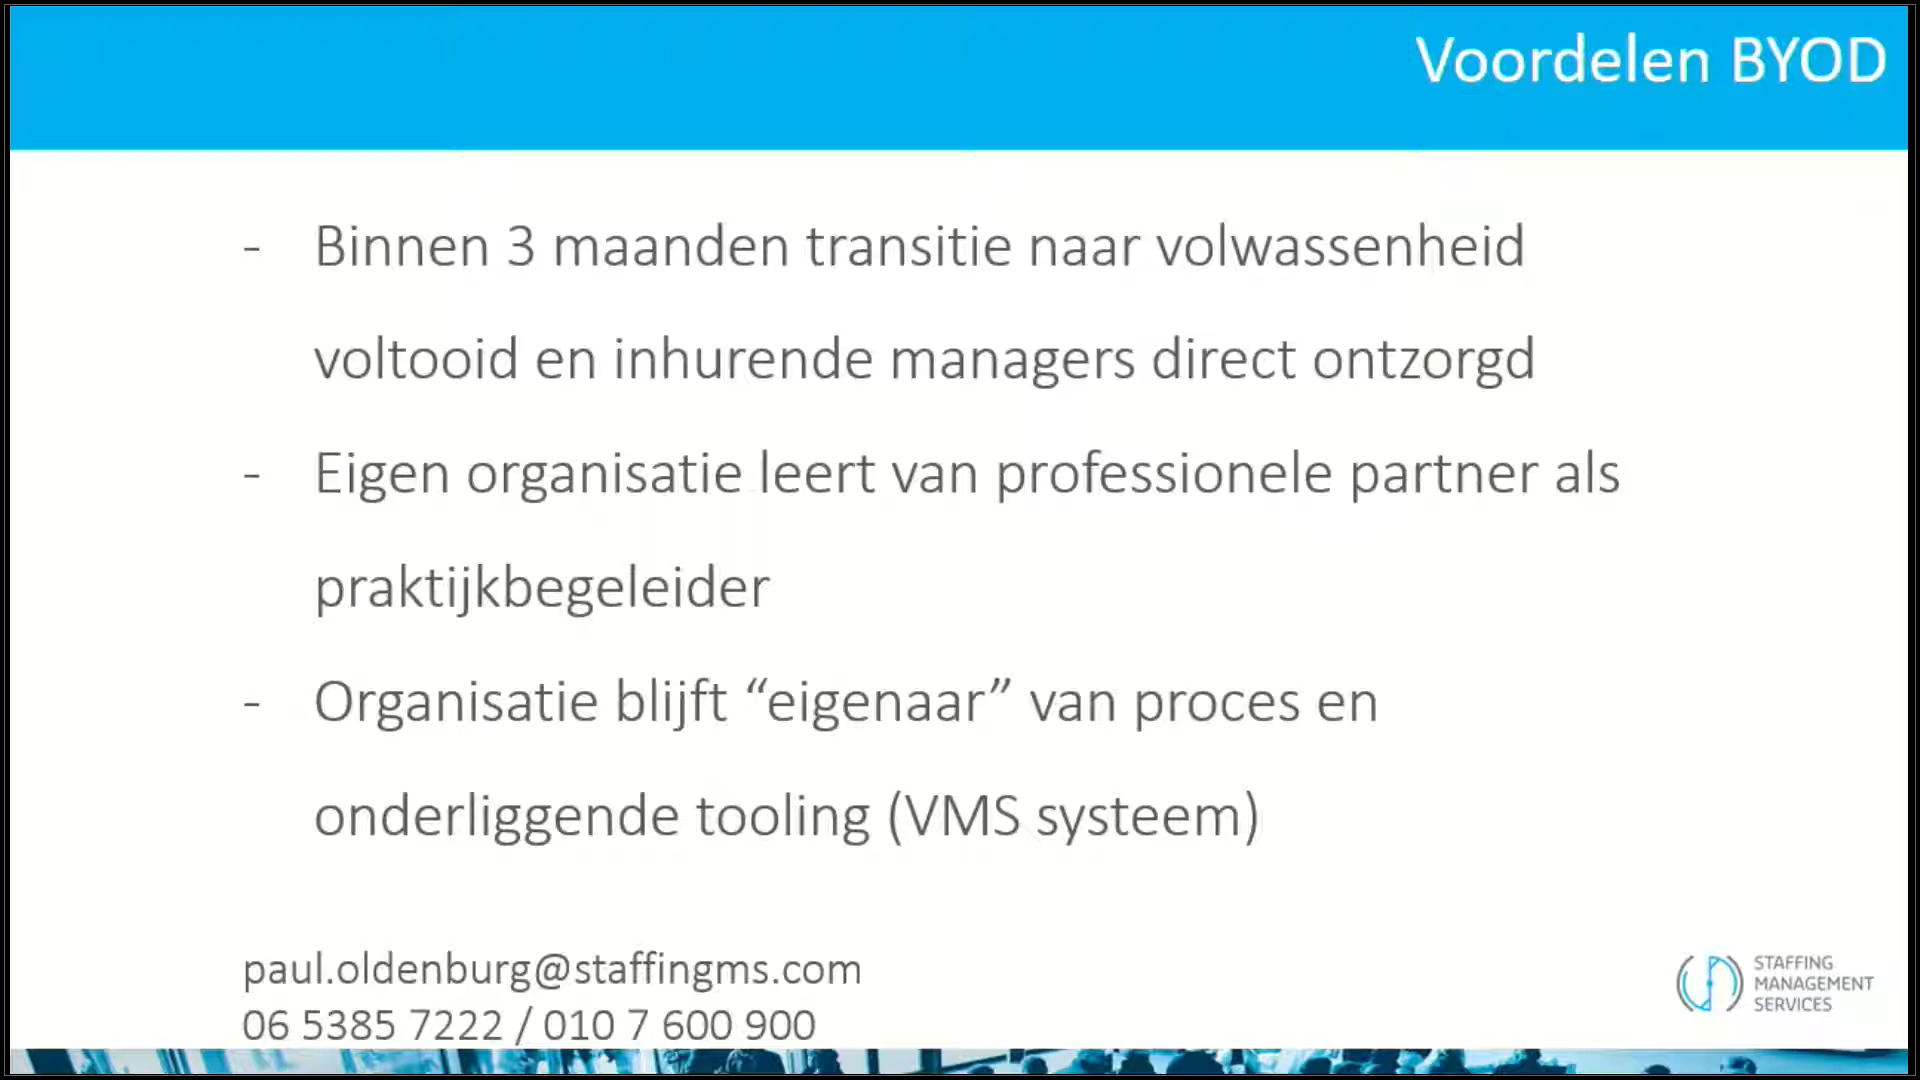 Voordelen BYOD
- Binnen 3 maanden transitie naar volwassenheid
voltooid en inhurende managers direct ontzorgd
- Eigen organisatie leert van professionele partner als
praktijkbegeleider
- Organisatie blijft “eigenaar” van proces en
onderliggende tooling (VMS systeem)
paul.oldenburg@staffingms.com
06 5385 7222 / 010 7 600 900
STAFFING
MANAGEMENT
SERVICES